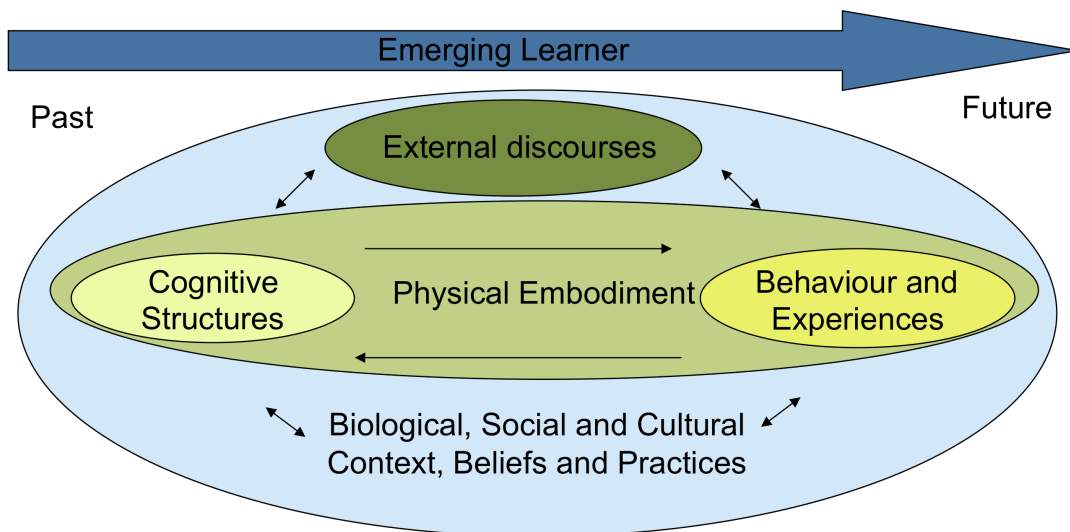 Emerging Learner
Past
Future
External discourses
Cognitive
Structures
Physical Embodiment
Behaviour and
Experiences
Biological, Social and Cultural
Context, Beliefs and Practices